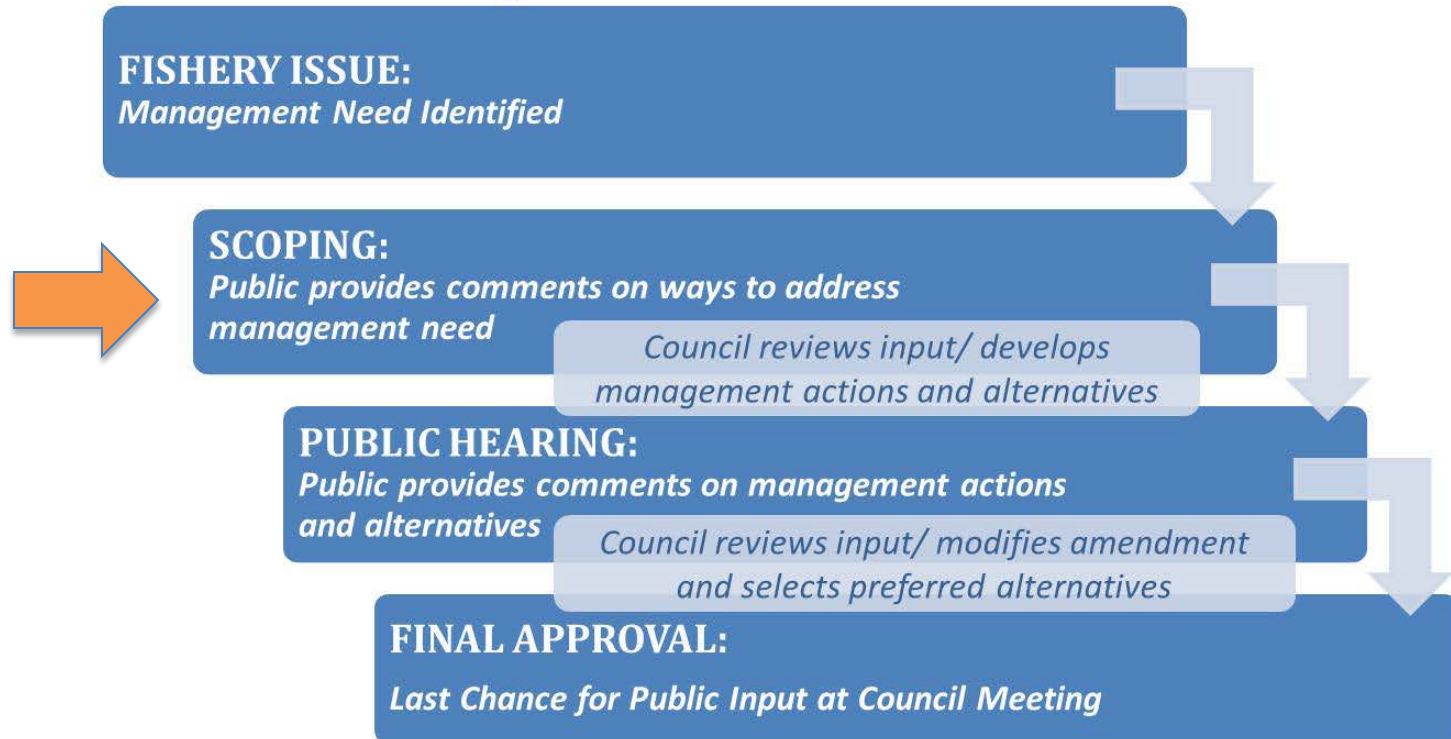 FISHERY ISSUE:
Management Need Identified
SCOPING:
Public provides comments on ways to address
management need
Council reviews input/ develops
management actions and alternatives
PUBLIC HEARING:
Public provides comments on management actions
and alternatives
Council reviews input/ modifies amendment
and selects preferred alternatives
FINAL APPROVAL:
Last Chance for Public Input at Council Meeting